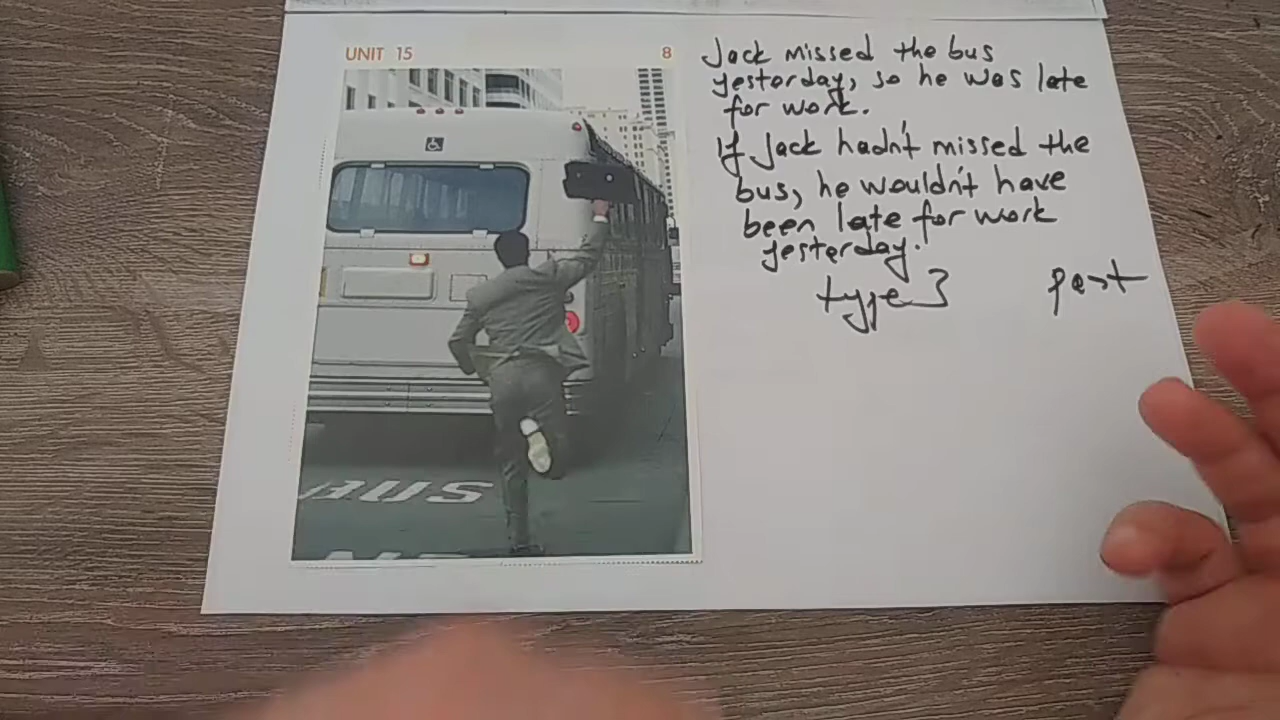 UNIT 15 8
Jack missed the bus
yesterday, so he was late
for work.
If Jack hadn't missed the
bus, he wouldn't have
been late for work
yesterday.
type 3 past
BUS